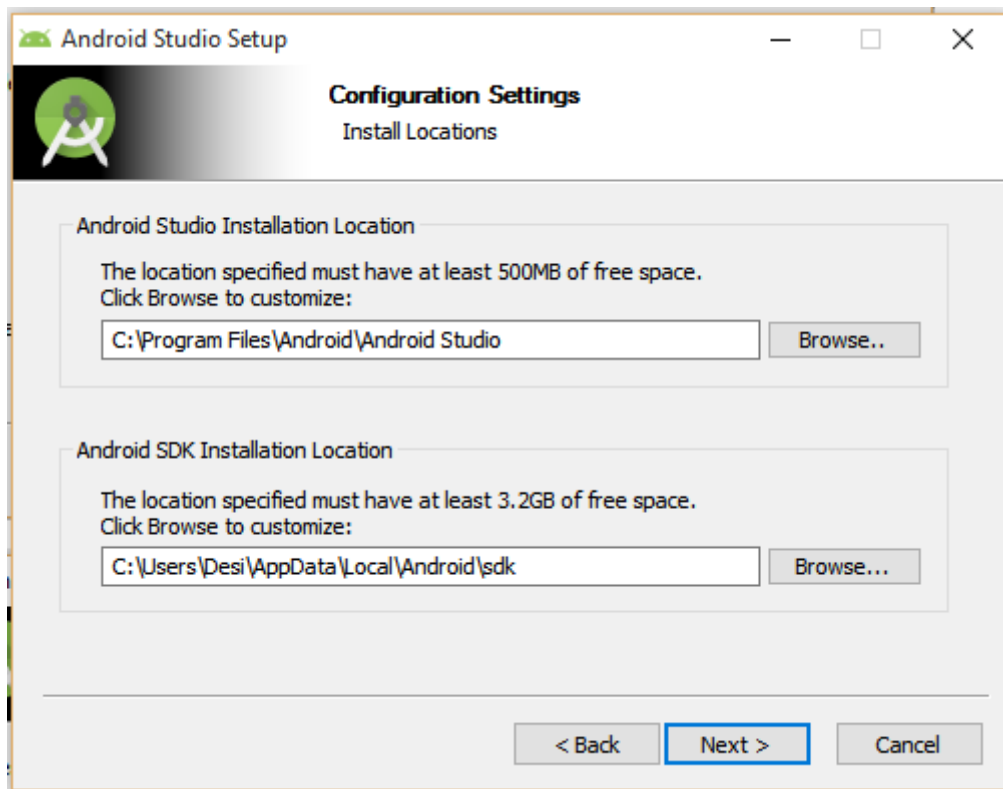 Android Studio Setup
Configuration Settings
Install Locations
Android Studio Installation Location
The location specified must have at least 500MB of free space.
Click Browse to customize:
C:\Program Files\Android\Android Studio
Browse..
Android SDK Installation Location
The location specified must have at least 3.2GB of free space.
Click Browse to customize:
C:\Users\Desi\AppData\Local\Android\sdk
Browse...
< Back
Next >
Cancel